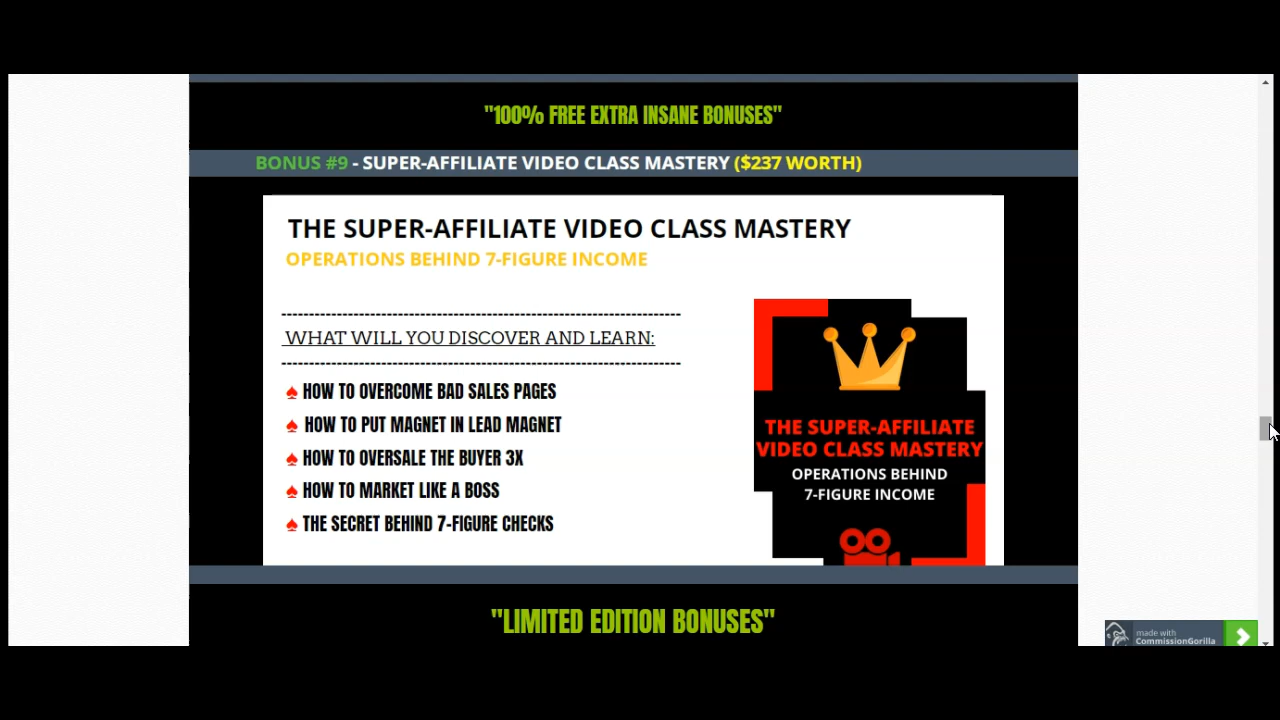 "100% FREE EXTRA INSANE BONUSES"
BONUS #9 - SUPER-AFFILIATE VIDEO CLASS MASTERY ($237 WORTH)
THE SUPER-AFFILIATE VIDEO CLASS MASTERY
OPERATIONS BEHIND 7-FIGURE INCOME
--------------------------------------------------------------------------
WHAT WILL YOU DISCOVER AND LEARN:
--------------------------------------------------------------------------
♠ HOW TO OVERCOME BAD SALES PAGES
♠ HOW TO PUT MAGNET IN LEAD MAGNET
♠ HOW TO OVERSALE THE BUYER 3X
♠ HOW TO MARKET LIKE A BOSS
♠ THE SECRET BEHIND 7-FIGURE CHECKS
THE SUPER-AFFILIATE
VIDEO CLASS MASTERY
OPERATIONS BEHIND
7-FIGURE INCOME
"LIMITED EDITION BONUSES"
made with
CommissionGorilla